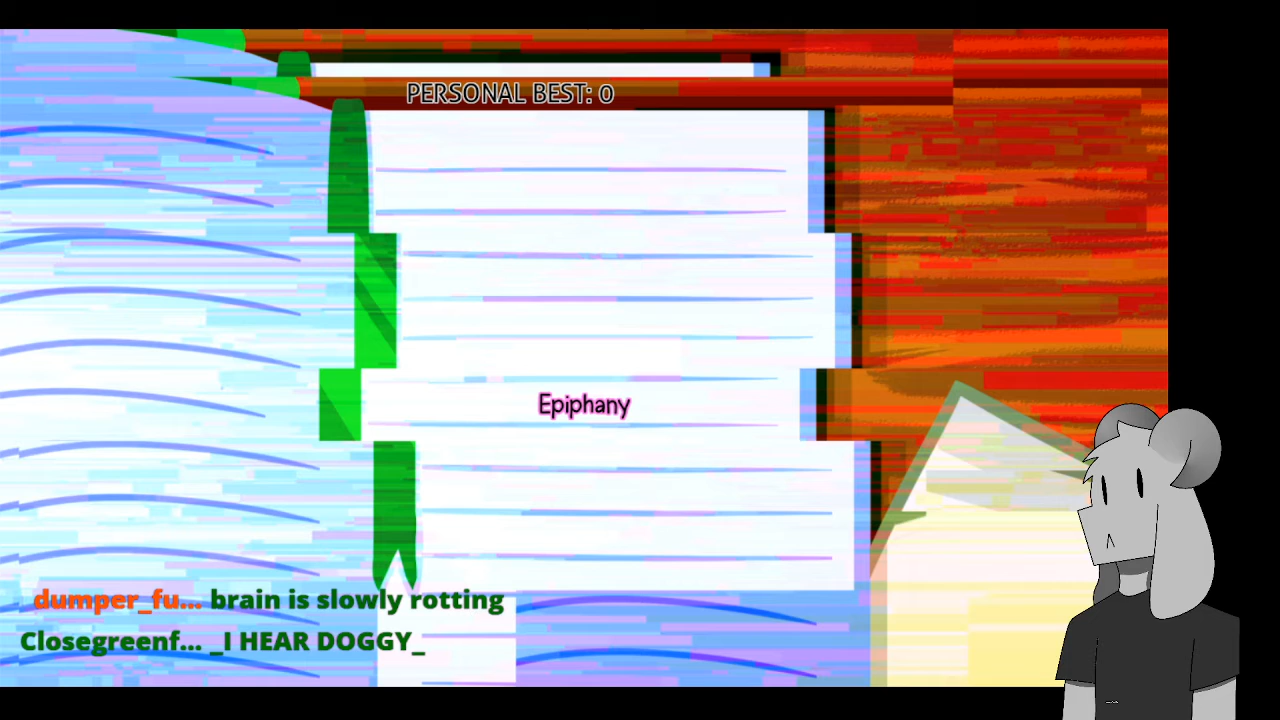 PERSONAL BEST: 0
Epiphany
dumper_fu... brain is slowly rotting
Closegreenf... _I HEAR DOGGY_